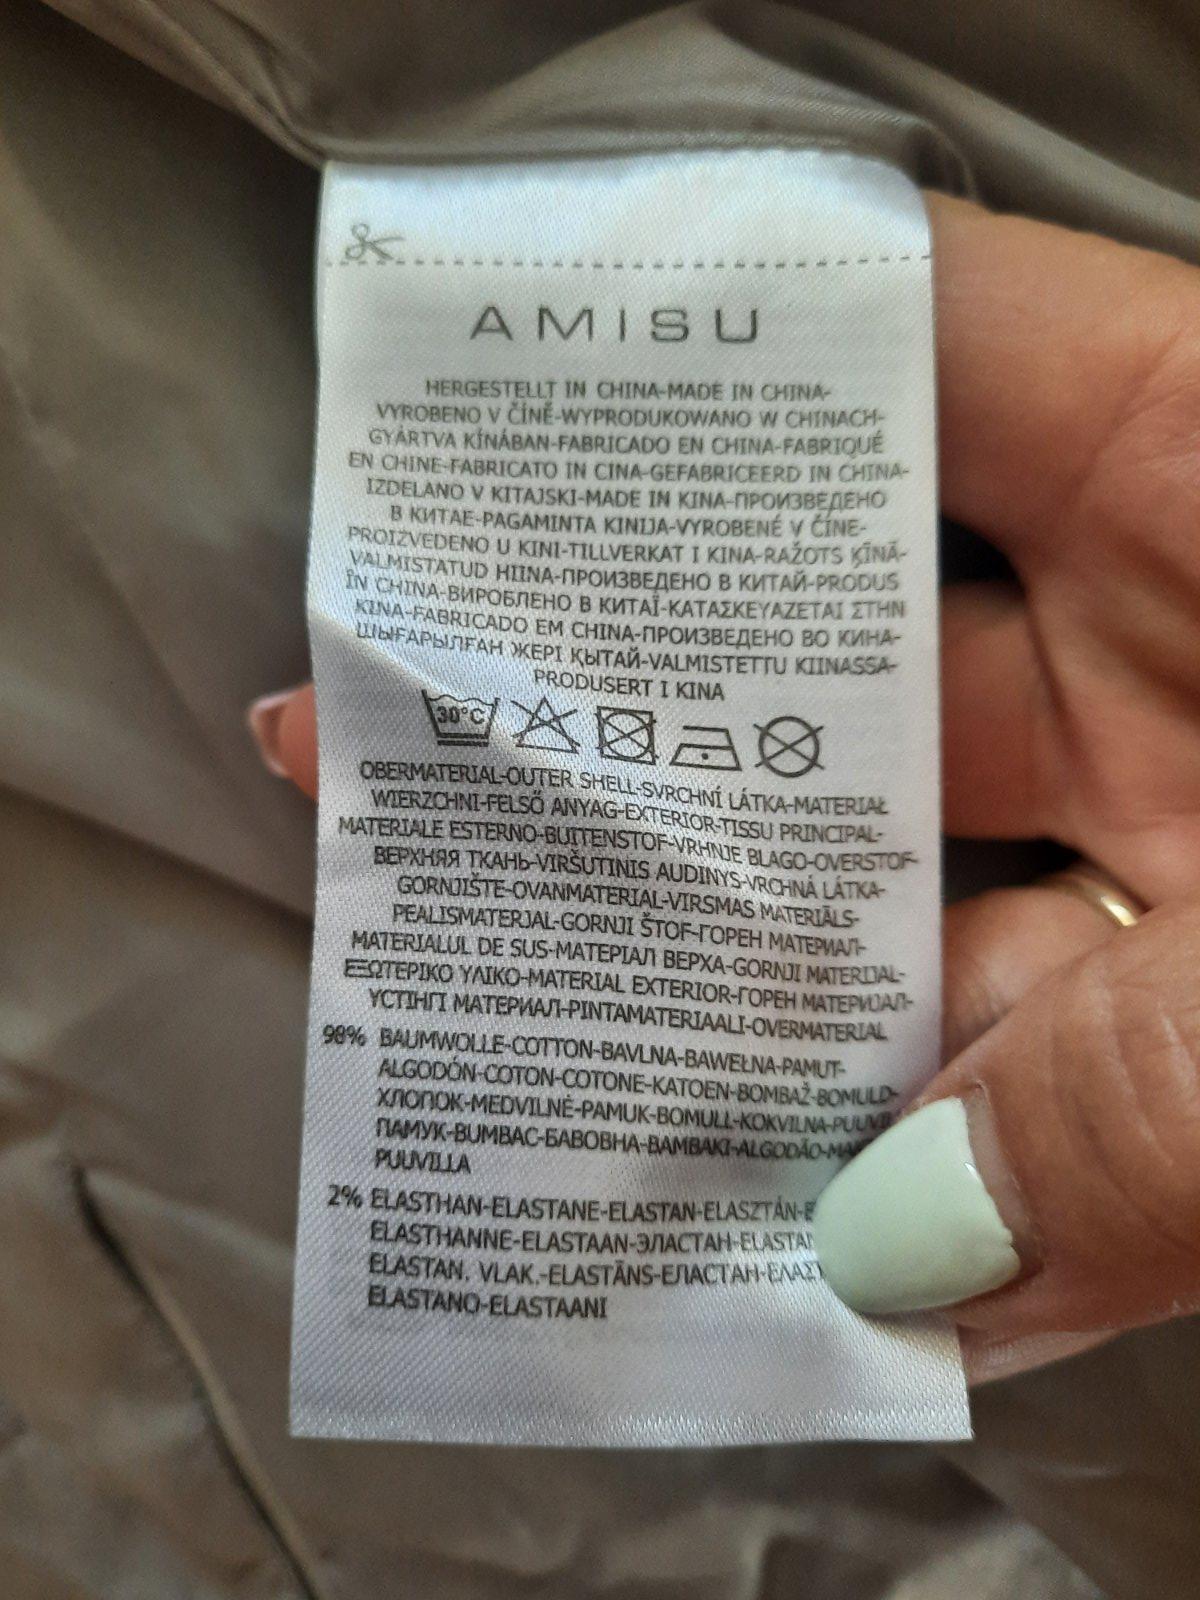 AMISU
HERGESTELLT IN CHINA-MADE IN CHINA-
VYROBENO V ČÍNĚ-WYPRODUKOWANO W CHINACH-
GYÁRTVA KÍNÁBAN-FABRICADO EN CHINA-FABRIQUÉ
EN CHINE-FABRICATO IN CINA-GEFABRICEERD IN CHINA-
IZDELANO V KITAJSKI-MADE IN KINA-ПРОИЗВЕДЕНО
В КИТАЕ-PAGAMINTA KINIJA-VYROBENÉ V ČÍNE-
PROIZVEDENO U KINI-TILLVERKAT I KINA-RAŽOTS ĶĪNĀ-
VALMISTATUD HIINA-ПРОИЗВЕДЕНО В КИТАЙ-PRODUS
ÎN CHINA-ВИРОБЛЕНО В КИТАЇ-ΚΑΤΑΣΚΕΥΑΖΕΤΑΙ ΣΤΗΝ
ΚΙΝΑ-FABRICADO EM CHINA-ПРОИЗВЕДЕНО ВО КИНА-
ШЫҒАРЫЛҒАН ЖЕРІ ҚЫТАЙ-VALMISTETTU KIINASSA-
PRODUSERT I KINA
30°C
OBERMATERIAL-OUTER SHELL-SVRCHNÍ LÁTKA-MATERIAŁ
WIERZCHNI-FELSŐ ANYAG-EXTERIOR-TISSU PRINCIPAL-
MATERIALE ESTERNO-BUITENSTOF-VRHNJE BLAGO-OVERSTOF-
ВЕРХНЯЯ ТКАНЬ-VIRŠUTINIS AUDINYS-VRCHNÁ LÁTKA-
GORNJIŠTE-OVANMATERIAL-VIRSMAS MATERIĀLS-
PEALISMATERJAL-GORNJI ŠTOF-ГОРЕН МАТЕРИАЛ-
MATERIALUL DE SUS-МАТЕРІАЛ ВЕРХА-GORNJI MATERIJAL-
ΕΞΩΤΕΡΙΚΟ ΥΛΙΚΟ-MATERIAL EXTERIOR-ГОРЕН МАТЕРИЈАЛ-
ҮСТІҢГІ МАТЕРИАЛ-PINTAMATERIAALI-OVERMATERIAL
98% BAUMWOLLE-COTTON-BAVLNA-BAWEŁNA-PAMUT-
ALGODÓN-COTON-COTONE-KATOEN-BOMBAŽ-BOMULD-
ХЛОПОК-MEDVILNĖ-PAMUK-BOMULL-KOKVILNA-
ПАМУК-BUMBAC-БАВОВНА-ΒΑΜΒΑΚΙ-ALGODÃO-
PUUVILLA
2% ELASTHAN-ELASTANE-ELASTAN-ELASZTÁN-
ELASTHANNE-ELASTAAN-ЭЛАСТАН-
ELASTAN. VLAK.-ELASTĀNS-ЕЛАСТАН-
ELASTANO-ELASTAANI